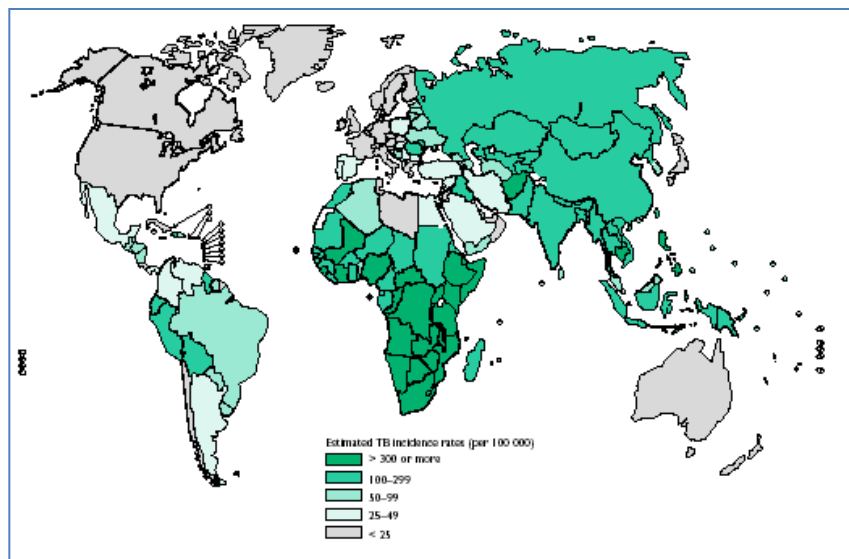 Estimated TB incidence rates (per 100 000)
> 300 or more
100–299
50–99
25–49
< 25